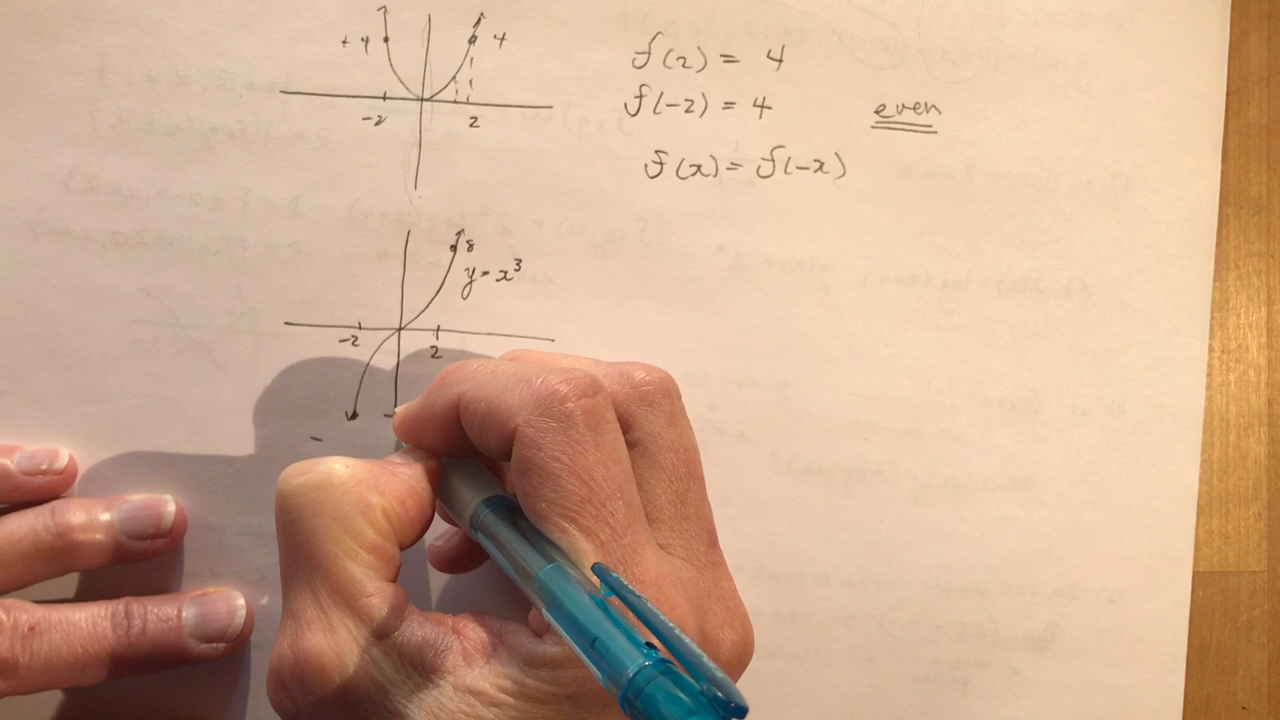 +4 4
-2 2
f(2) = 4
f(-2) = 4
even
f(x) = f(-x)
8
y = x³
-2 2
-